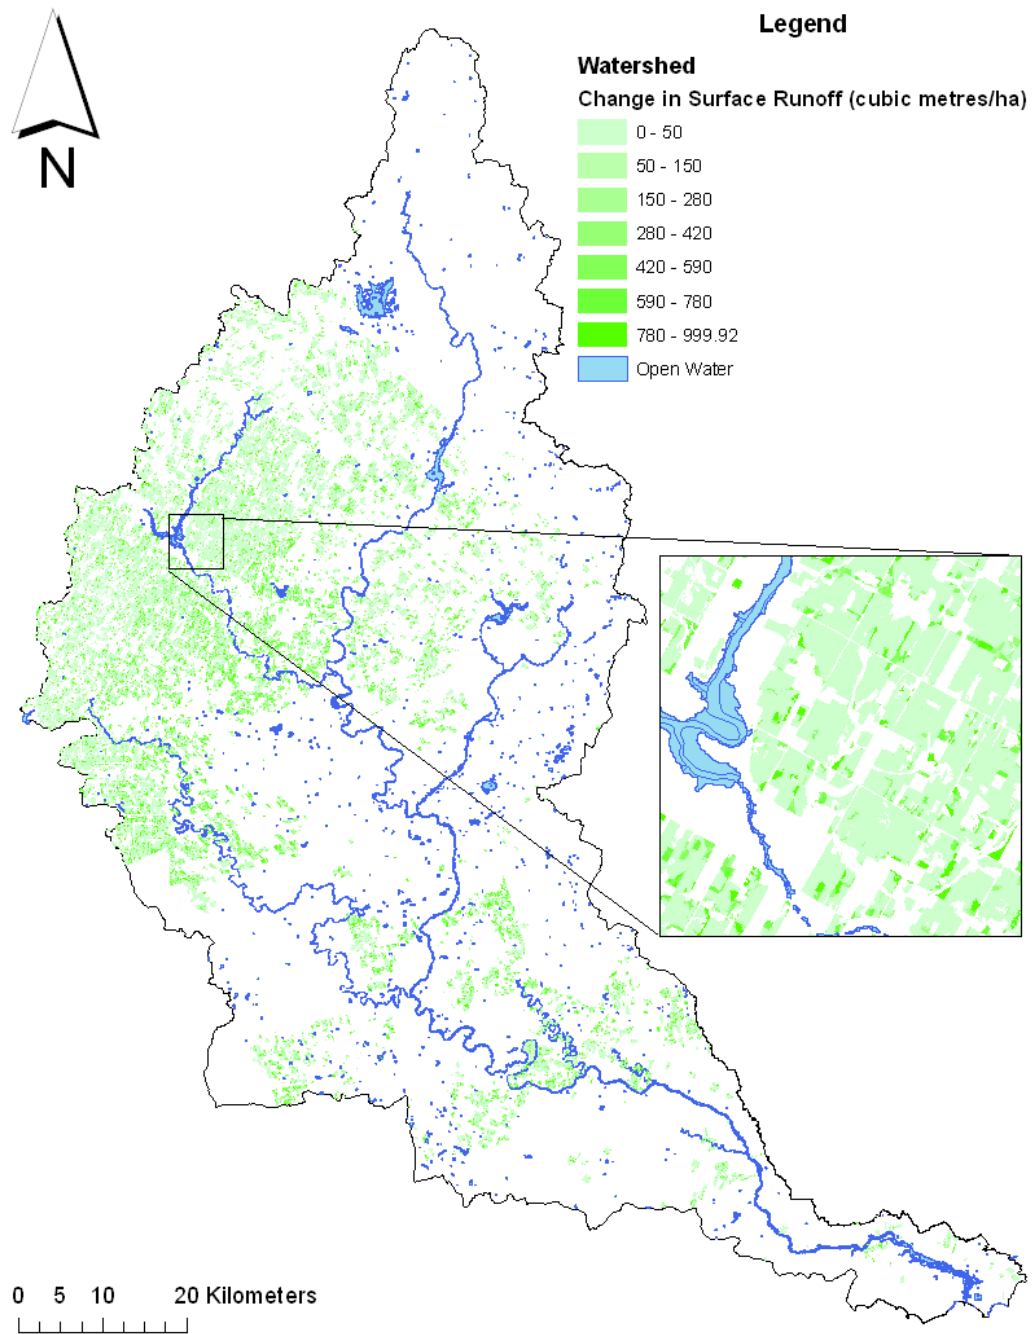 Legend
Watershed
Change in Surface Runoff (cubic metres/ha)
0 - 50
50 - 150
150 - 280
280 - 420
420 - 590
590 - 780
780 - 999.92
Open Water
N
0 5 10 20 Kilometers